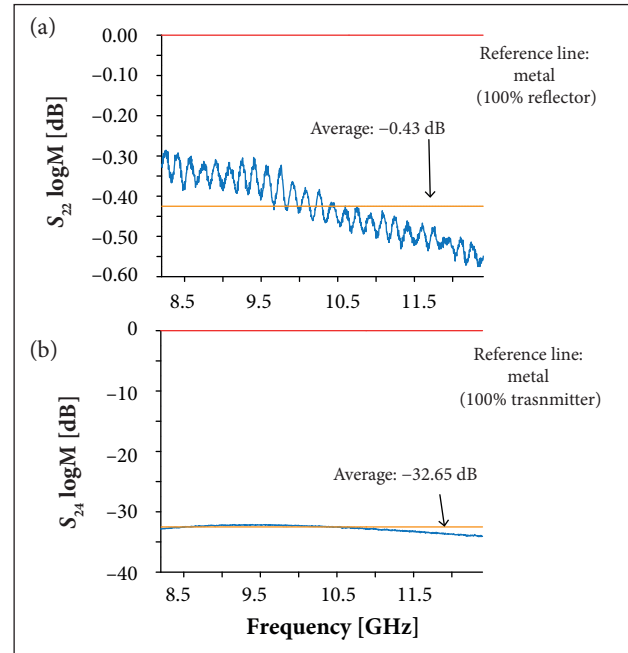 (a)
0.00
−0.10
−0.20
−0.30
−0.40
−0.50
−0.60
S22 logM [dB]
Reference line:
metal
(100% reflector)
Average: −0.43 dB
8.5 9.5 10.5 11.5
(b)
0
−10
−20
−30
−40
S24 logM [dB]
Reference line:
metal
(100% trasnmitter)
Average: −32.65 dB
8.5 9.5 10.5 11.5
Frequency [GHz]